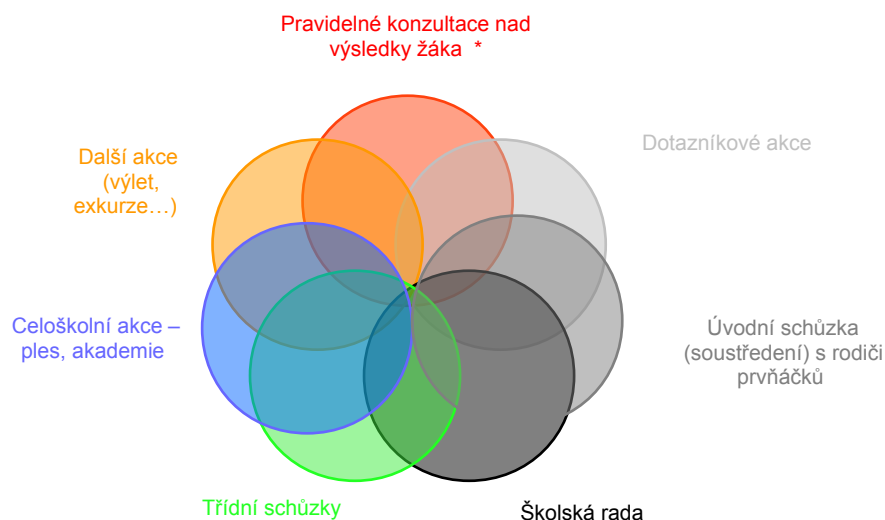 Pravidelné konzultace nad
výsledky žáka *
Dotazníkové akce
Další akce
(výlet,
exkurze…)
Celoškolní akce –
ples, akademie
Úvodní schůzka
(soustředení) s rodiči
prvňáčků
Třídní schůzky
Školská rada